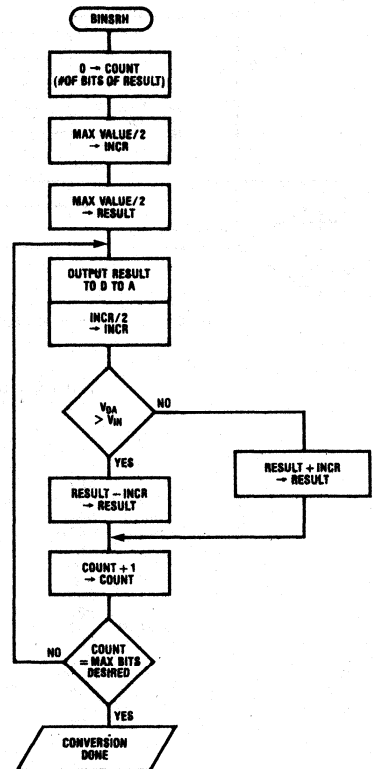 BINSRH
0 → COUNT
(#OF BITS OF RESULT)
MAX VALUE/2
→ INCR
MAX VALUE/2
→ RESULT
OUTPUT RESULT
TO D TO A
INCR/2
→ INCR
VDA
> VIN
NO
YES
RESULT – INCR
→ RESULT
RESULT + INCR
→ RESULT
COUNT + 1
→ COUNT
COUNT
= MAX BITS
DESIRED
NO
YES
CONVERSION
DONE